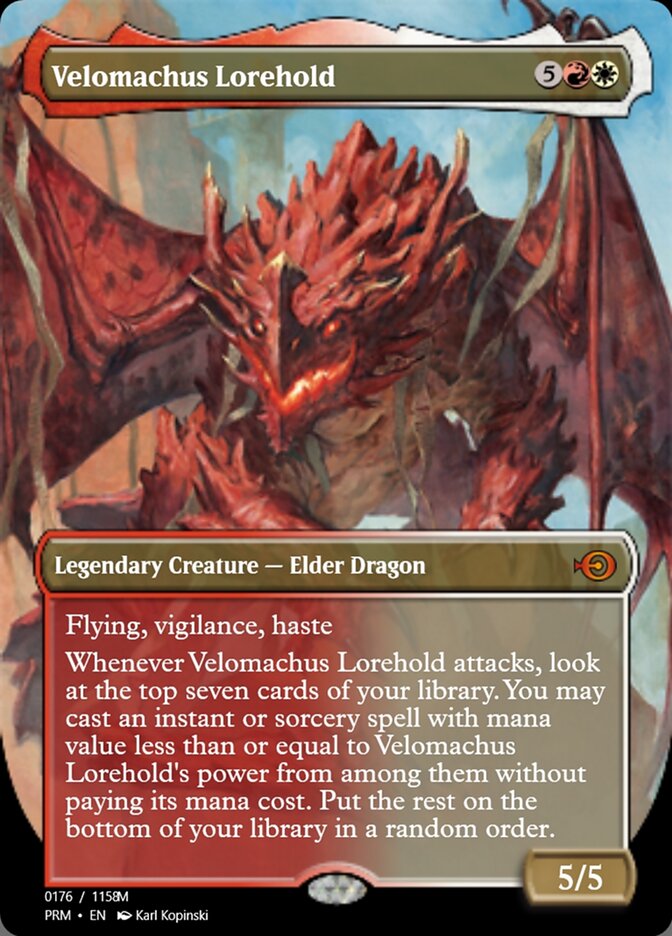 Velomachus Lorehold 5
Legendary Creature — Elder Dragon
Flying, vigilance, haste
Whenever Velomachus Lorehold attacks, look
at the top seven cards of your library. You may
cast an instant or sorcery spell with mana
value less than or equal to Velomachus
Lorehold's power from among them without
paying its mana cost. Put the rest on the
bottom of your library in a random order.
5/5
0176 / 1158M
PRM • EN Karl Kopinski